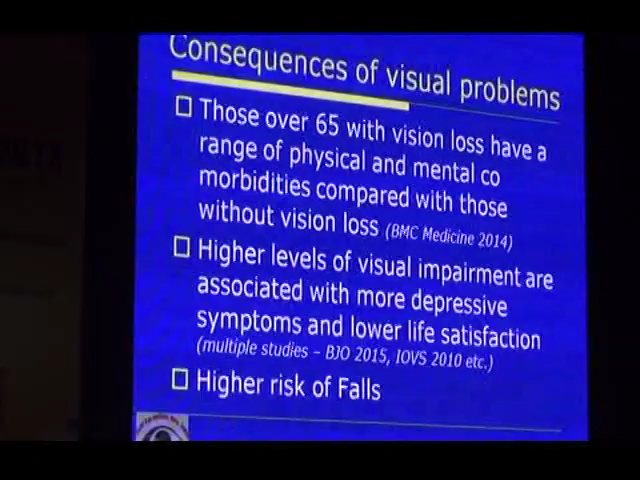 Consequences of visual problems
Those over 65 with vision loss have a
range of physical and mental co
morbidities compared with those
without vision loss (BMC Medicine 2014)
Higher levels of visual impairment are
associated with more depressive
symptoms and lower life satisfaction
(multiple studies – BJO 2015, IOVS 2010 etc.)
Higher risk of Falls